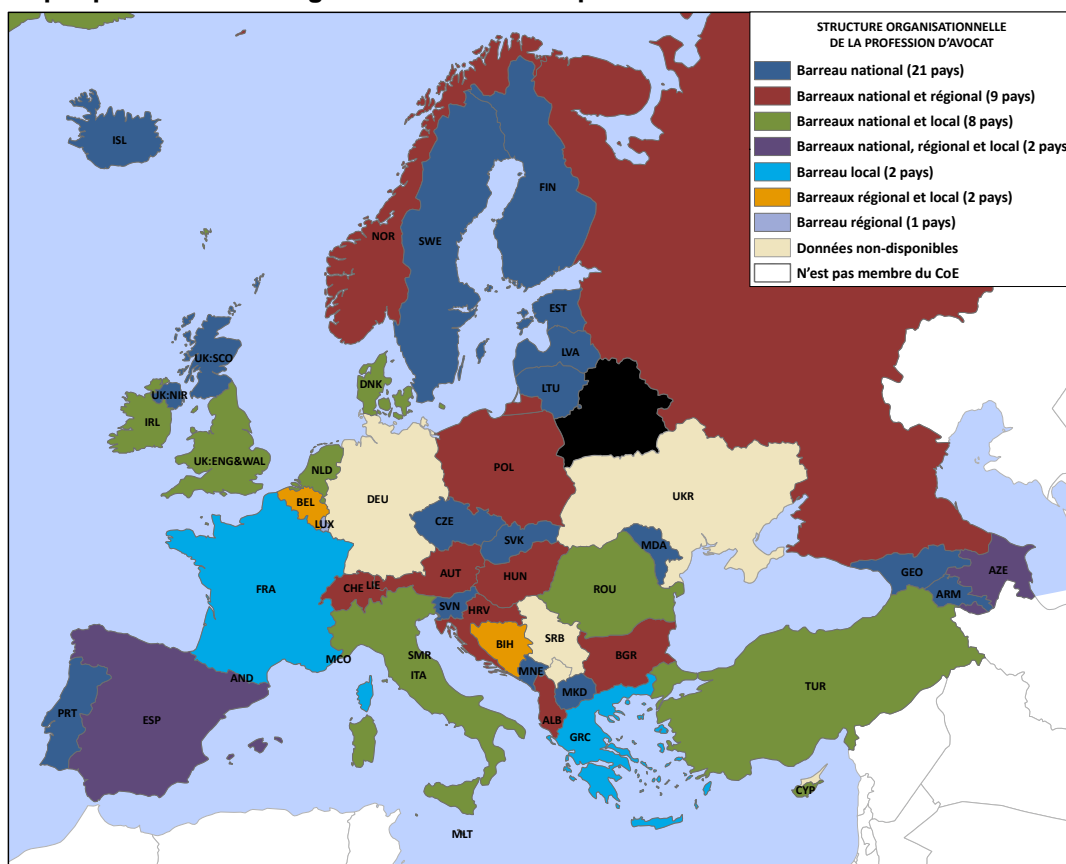 STRUCTURE ORGANISATIONNELLE
DE LA PROFESSION D'AVOCAT
Barreau national (21 pays)
Barreaux national et régional (9 pays)
Barreaux national et local (8 pays)
Barreaux national, régional et local (2 pays
Barreau local (2 pays)
Barreaux régional et local (2 pays)
Barreau régional (1 pays)
Données non-disponibles
N'est pas membre du CoE
ISL
FIN
NOR
SWE
EST
UK:SCO
LVA
DNK
LTU
UK:NIR
IRL
UK:ENG&WAL
NLD
POL
DEU
UKR
BEL
LUX
CZE
SVK
MDA
GEO
AZE
AUT
HUN
FRA
CHE
LIE
ROU
ARM
SVN
HRV
SRB
BIH
SMR
MCO
BGR
ITA
MNE
AND
MKD
TUR
PRT
ESP
ALB
GRC
CYP
MLT